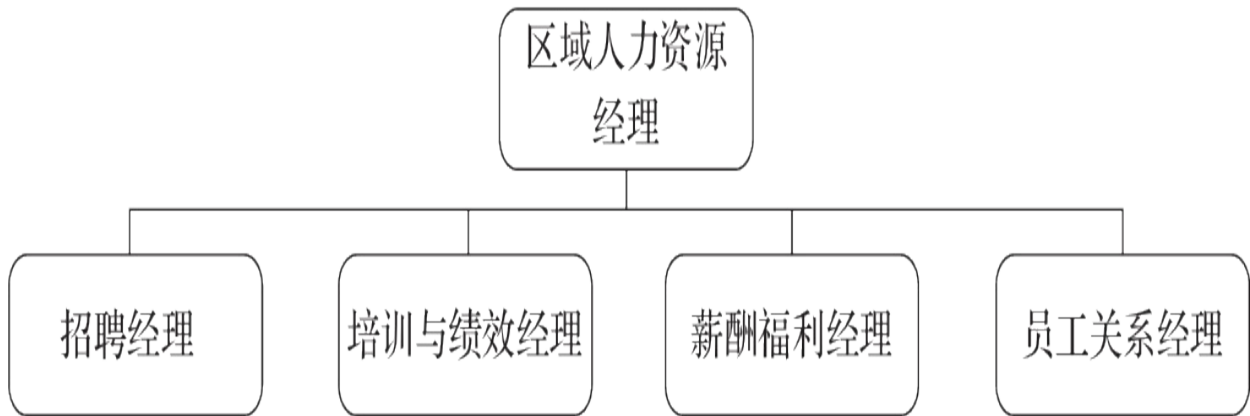 区域人力资源
经理
招聘经理
培训与绩效经理
薪酬福利经理
员工关系经理